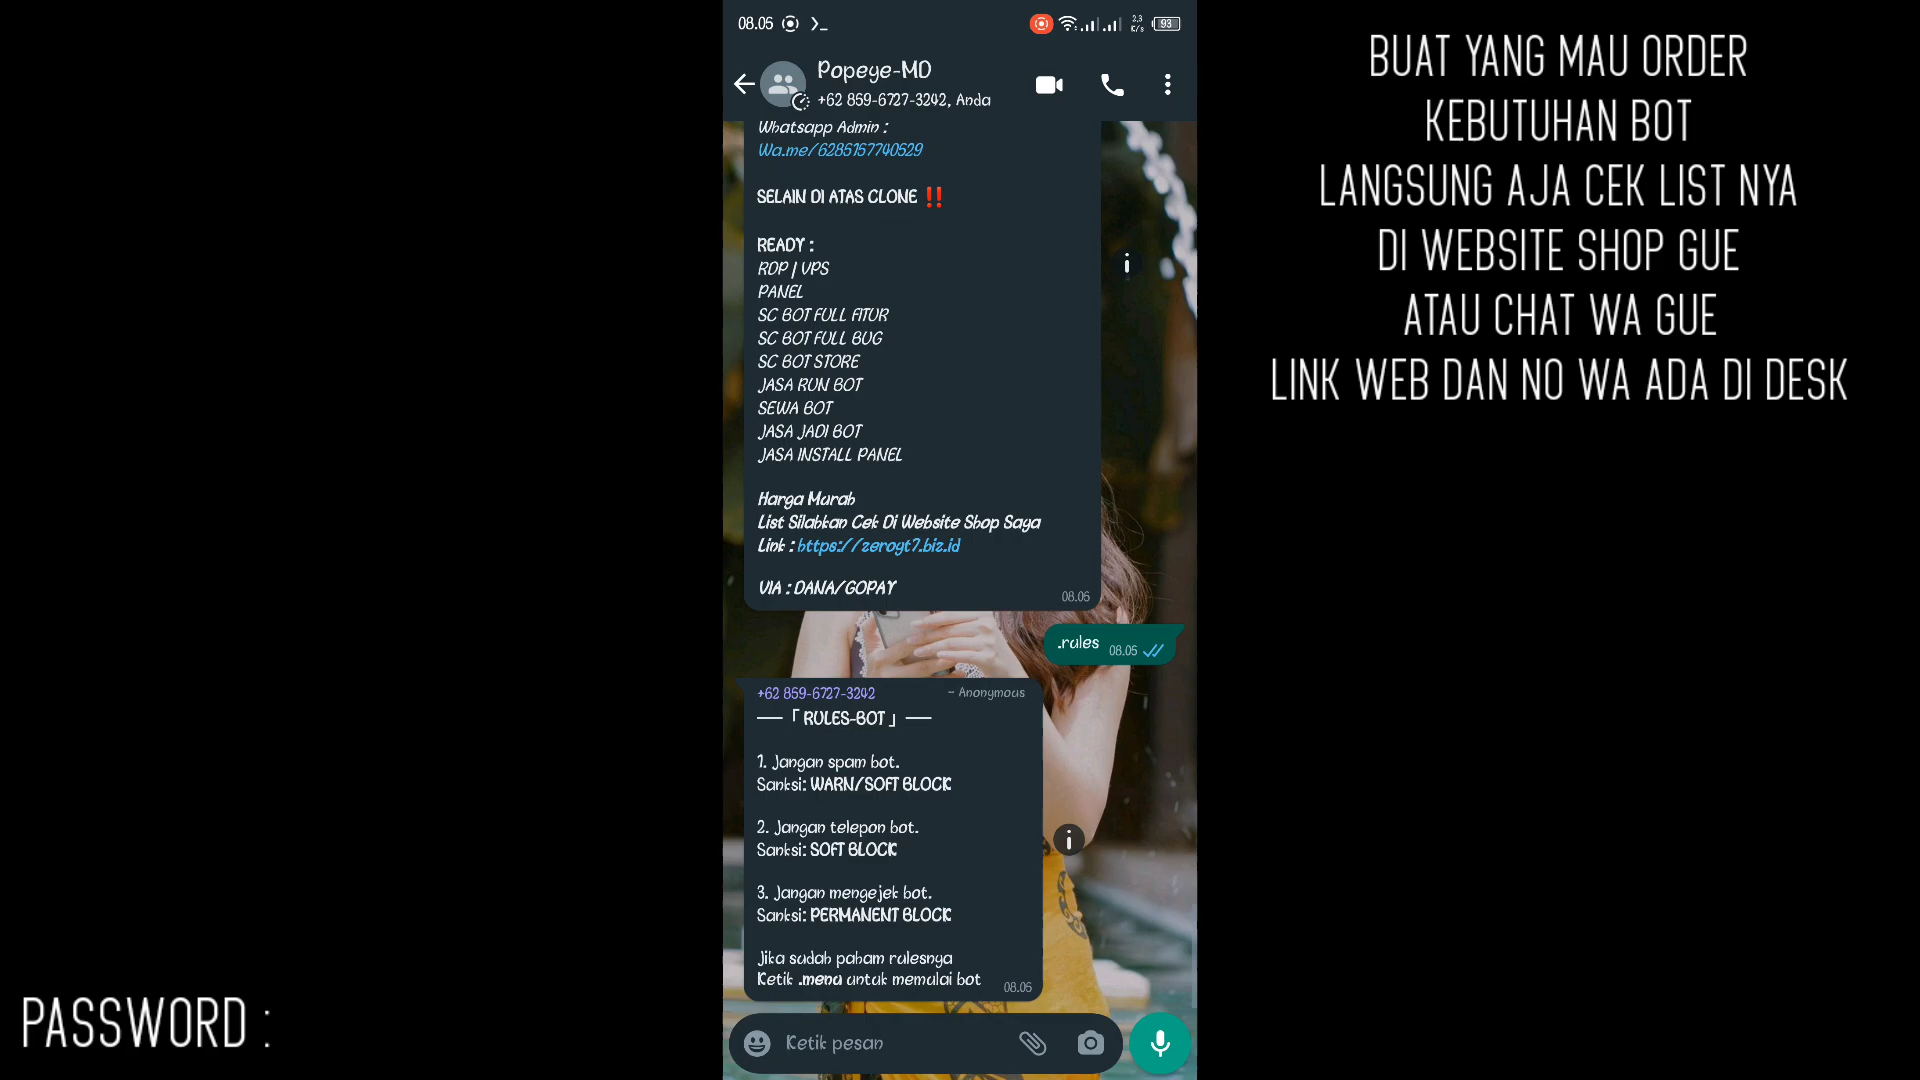 08.05
2,3
K/s
93
Popeye-MD
+62 859-6727-3242, Anda
Whatsapp Admin :
Wa.me/6285157740529
SELAIN DI ATAS CLONE ‼️
READY :
RDP | VPS
PANEL
SC BOT FULL FITUR
SC BOT FULL BUG
SC BOT STORE
JASA RUN BOT
SEWA BOT
JASA JADI BOT
JASA INSTALL PANEL
Harga Murah
List Silahkan Cek Di Website Shop Saya
Link : https://zeroyt7.biz.id
VIA : DANA/GOPAY
08.05
.rules 08.05
+62 859-6727-3242 ~ Anonymous
──「 RULES-BOT 」──
1. Jangan spam bot.
Sanksi: WARN/SOFT BLOCK
2. Jangan telepon bot.
Sanksi: SOFT BLOCK
3. Jangan mengejek bot.
Sanksi: PERMANENT BLOCK
Jika sudah paham rulesnya
Ketik .menu untuk memulai bot
08.05
Ketik pesan
BUAT YANG MAU ORDER
KEBUTUHAN BOT
LANGSUNG AJA CEK LIST NYA
DI WEBSITE SHOP GUE
ATAU CHAT WA GUE
LINK WEB DAN NO WA ADA DI DESK
PASSWORD :